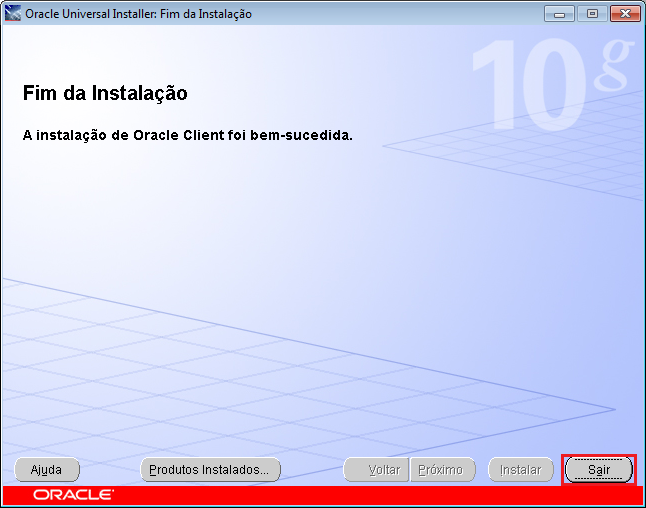 Oracle Universal Installer: Fim da Instalação
10g
Fim da Instalação
A instalação de Oracle Client foi bem-sucedida.
Ajuda
Produtos Instalados...
Voltar
Próximo
Instalar
Sair
ORACLE